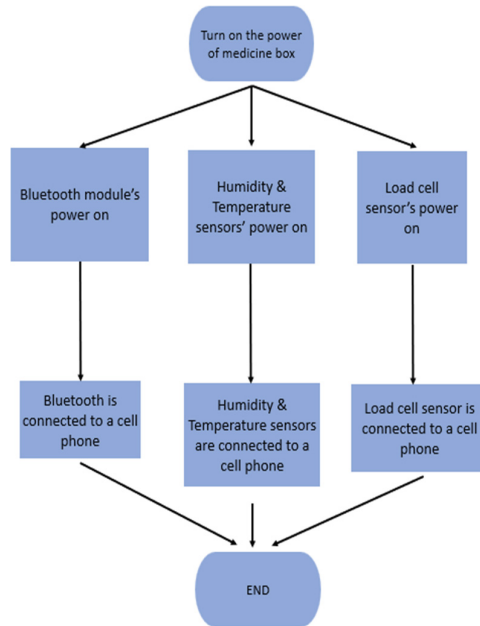 Turn on the power
of medicine box
Bluetooth module's
power on
Humidity &
Temperature
sensors' power on
Load cell
sensor's power
on
Bluetooth is
connected to a cell
phone
Humidity &
Temperature sensors
are connected to a
cell phone
Load cell sensor is
connected to a cell
phone
END